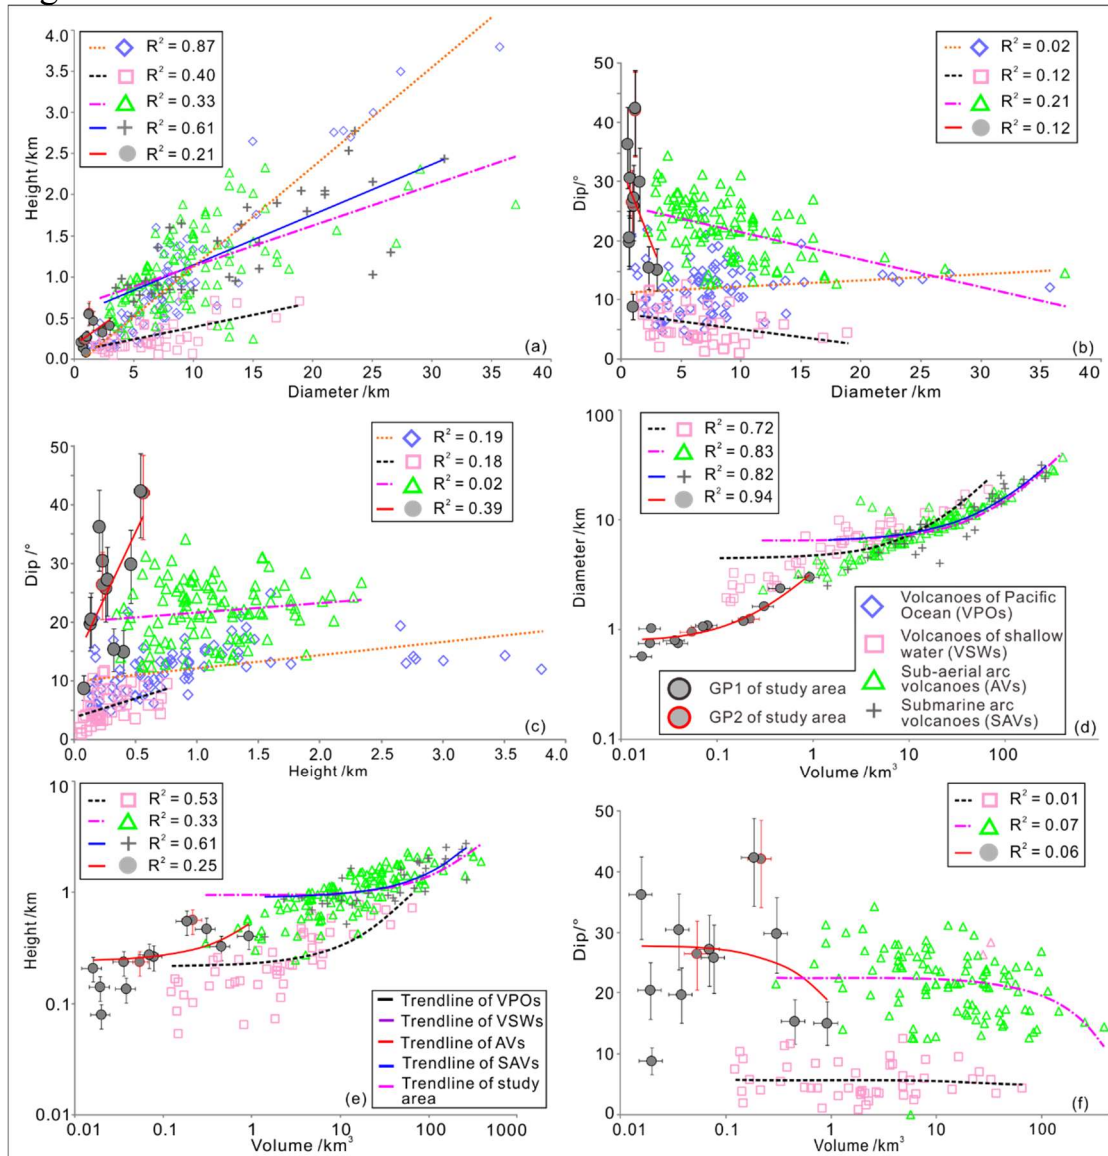 4.0
3.5
3.0
2.5
2.0
1.5
1.0
0.5
0.0
Height /km
R² = 0.87
R² = 0.40
R² = 0.33
R² = 0.61
R² = 0.21
(a)
0
5
10
15
20
25
30
35
40
Diameter /km
50
40
30
20
10
0
Dip/°
R² = 0.02
R² = 0.12
R² = 0.21
R² = 0.12
(b)
0
5
10
15
20
25
30
35
40
Diameter /km
50
40
30
20
10
0
Dip /°
R² = 0.19
R² = 0.18
R² = 0.02
R² = 0.39
(c)
0.0
0.5
1.0
1.5
2.0
2.5
3.0
3.5
4.0
Height /km
100
10
1
0.1
Diameter /km
R² = 0.72
R² = 0.83
R² = 0.82
R² = 0.94
Volcanoes of Pacific
Ocean (VPOs)
Volcanoes of shallow
water (VSWs)
Sub-aerial arc
volcanoes (AVs)
Submarine arc
volcanoes (SAVs)
GP1 of study area
GP2 of study area
(d)
0.01
0.1
1
10
100
Volume /km³
10
1
0.1
0.01
Height /km
R² = 0.53
R² = 0.33
R² = 0.61
R² = 0.25
Trendline of VPOs
Trendline of VSWs
Trendline of AVs
Trendline of SAVs
Trendline of study
area
(e)
0.01
0.1
1
10
100
1000
Volume /km³
50
40
30
20
10
0
Dip/°
R² = 0.01
R² = 0.07
R² = 0.06
(f)
0.01
0.1
1
10
100
Volume /km³